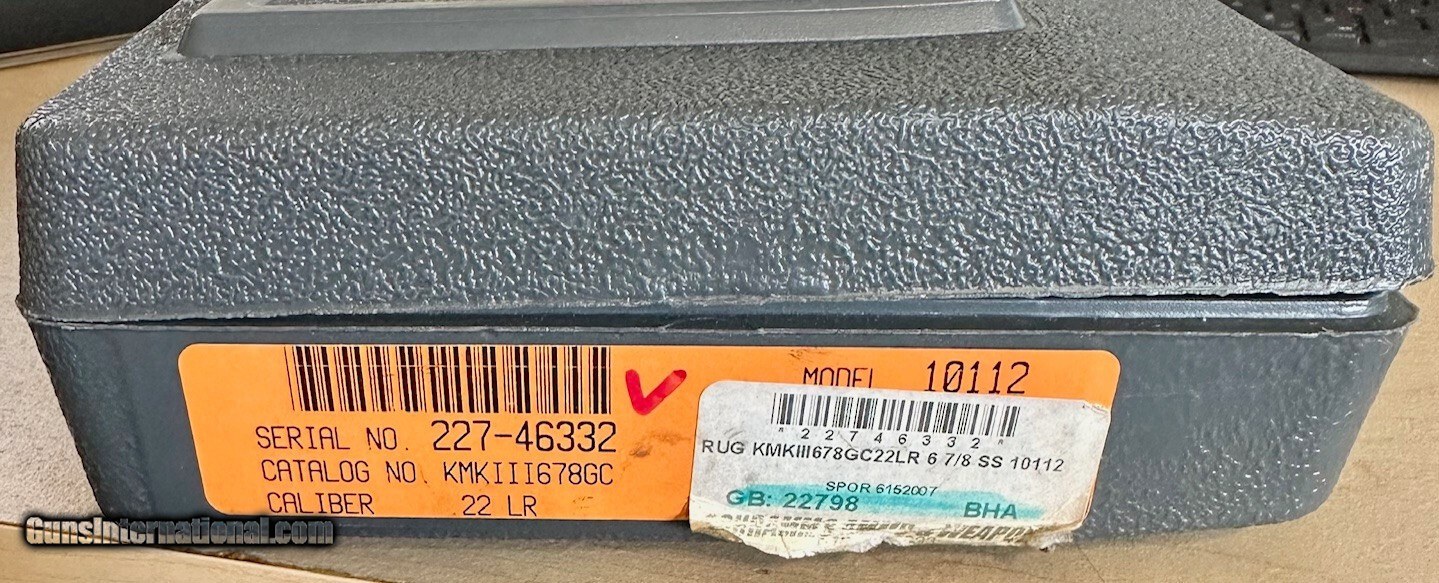 MODEL 10112
SERIAL NO. 227-46332
CATALOG NO. KMKIII678GC
CALIBER 22 LR
22746332
RUG KMKIII678GC22LR 6 7/8 SS 10112
SPOR 6152007
GB: 22798 BHA
GunsInternational.com